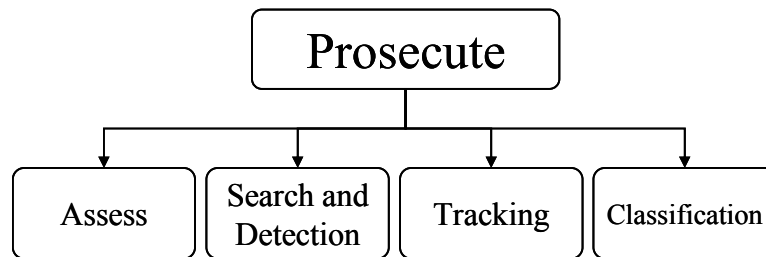 Prosecute
Assess
Search and
Detection
Tracking
Classification